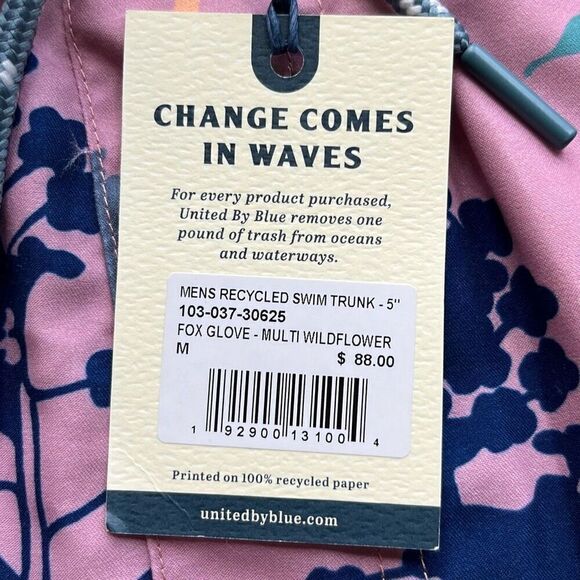 CHANGE COMES
IN WAVES
For every product purchased,
United By Blue removes one
pound of trash from oceans
and waterways.
MENS RECYCLED SWIM TRUNK - 5"
103-037-30625
FOX GLOVE - MULTI WILDFLOWER
M $ 88.00
1 92900 13100 4
Printed on 100% recycled paper
unitedbyblue.com